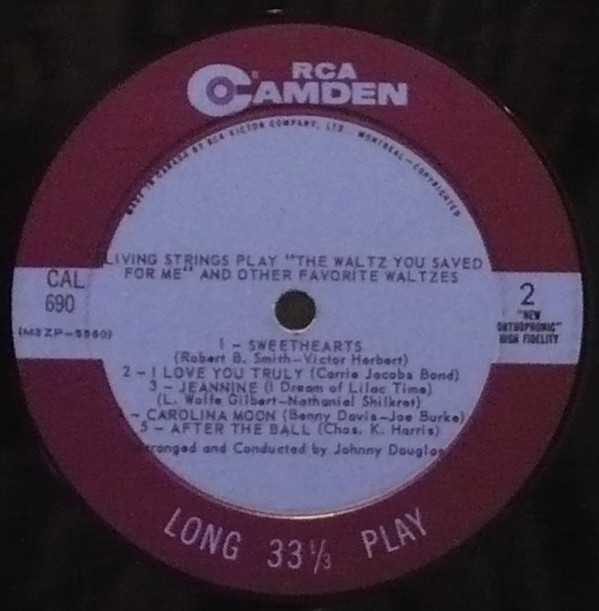 RCA
CAMDEN
MADE IN CANADA BY RCA VICTOR COMPANY, LTD. MONTREAL-COPYRIGHTED
LIVING STRINGS PLAY "THE WALTZ YOU SAVED
FOR ME" AND OTHER FAVORITE WALTZES
CAL
690
(M3ZP-5560)
2
"NEW
ORTHOPHONIC"
HIGH FIDELITY
1 - SWEETHEARTS
(Robert B. Smith-Victor Herbert)
2 - I LOVE YOU TRULY (Carrie Jacobs Bond)
3 - JEANNINE (I Dream of Lilac Time)
(L. Wolfe Gilbert-Nathaniel Shilkret)
- CAROLINA MOON (Benny Davis-Joe Burke)
5 - AFTER THE BALL (Chas. K. Harris)
rranged and Conducted by Johnny Douglas
LONG 33⅓ PLAY